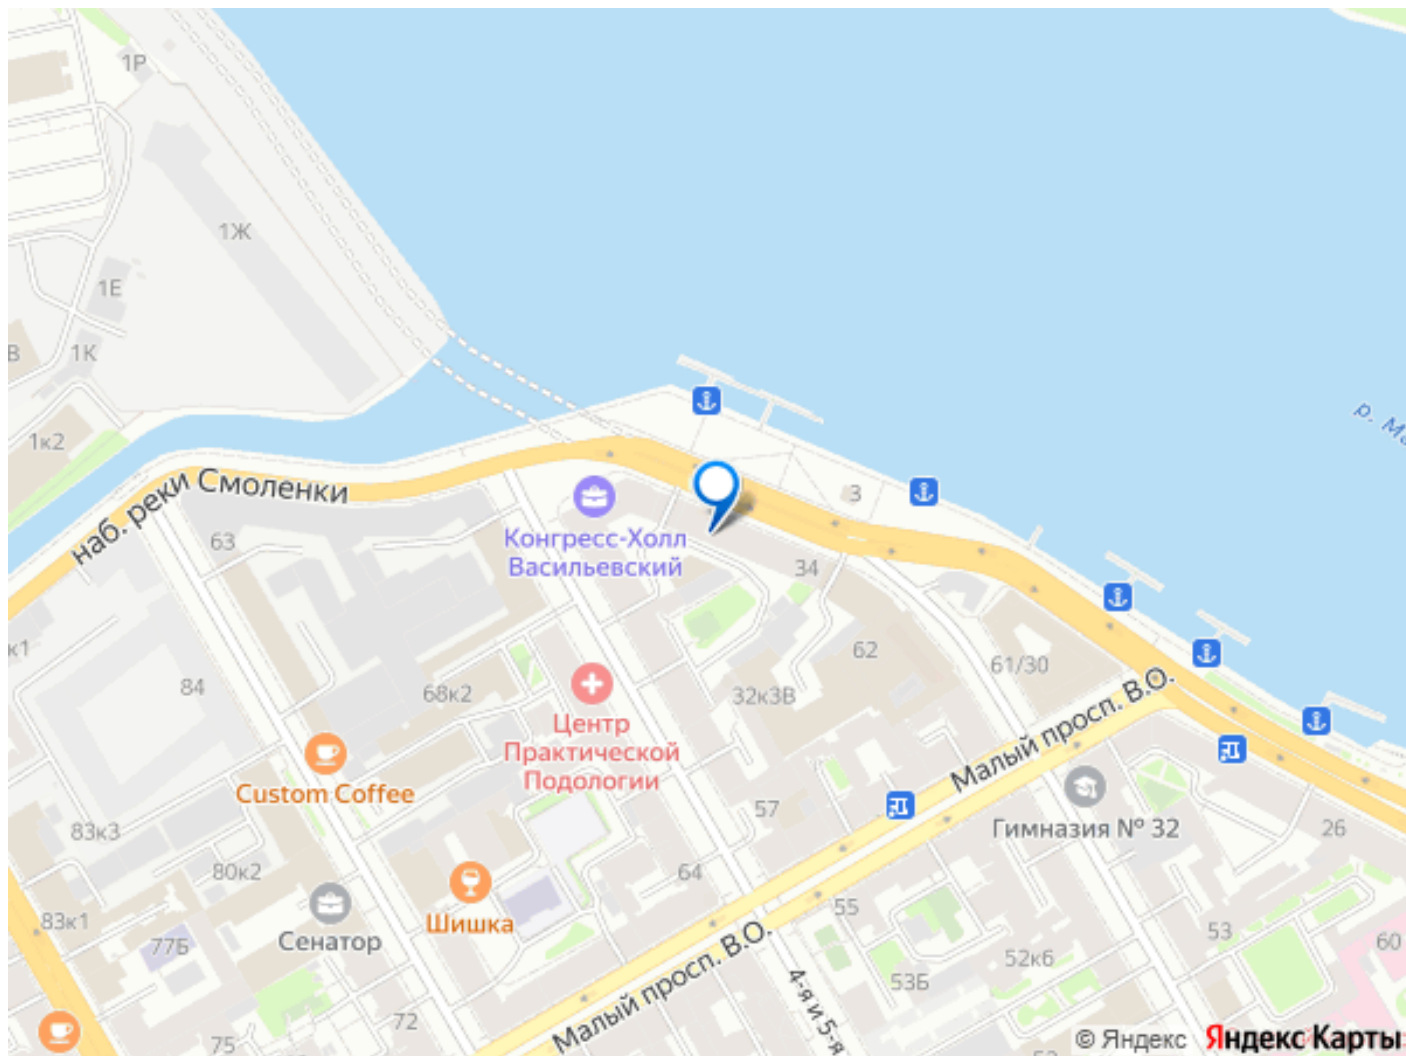 1Р
1Ж
1Е
В
1К
1к2
р. Ма
наб. реки Смоленки
3
Конгресс-Холл
Васильевский
63
34
к1
62
61/30
84
68к2
32к3В
Малый просп. В.О.
Центр
Практической
Подологии
Custom Coffee
57
Гимназия № 32
26
83к3
80к2
64
Шишка
83к1
77Б
Сенатор
55
53
60
Малый просп. В.О.
4-я и 5-я
53Б
52к6
72
75
© Яндекс
Яндекс Карты